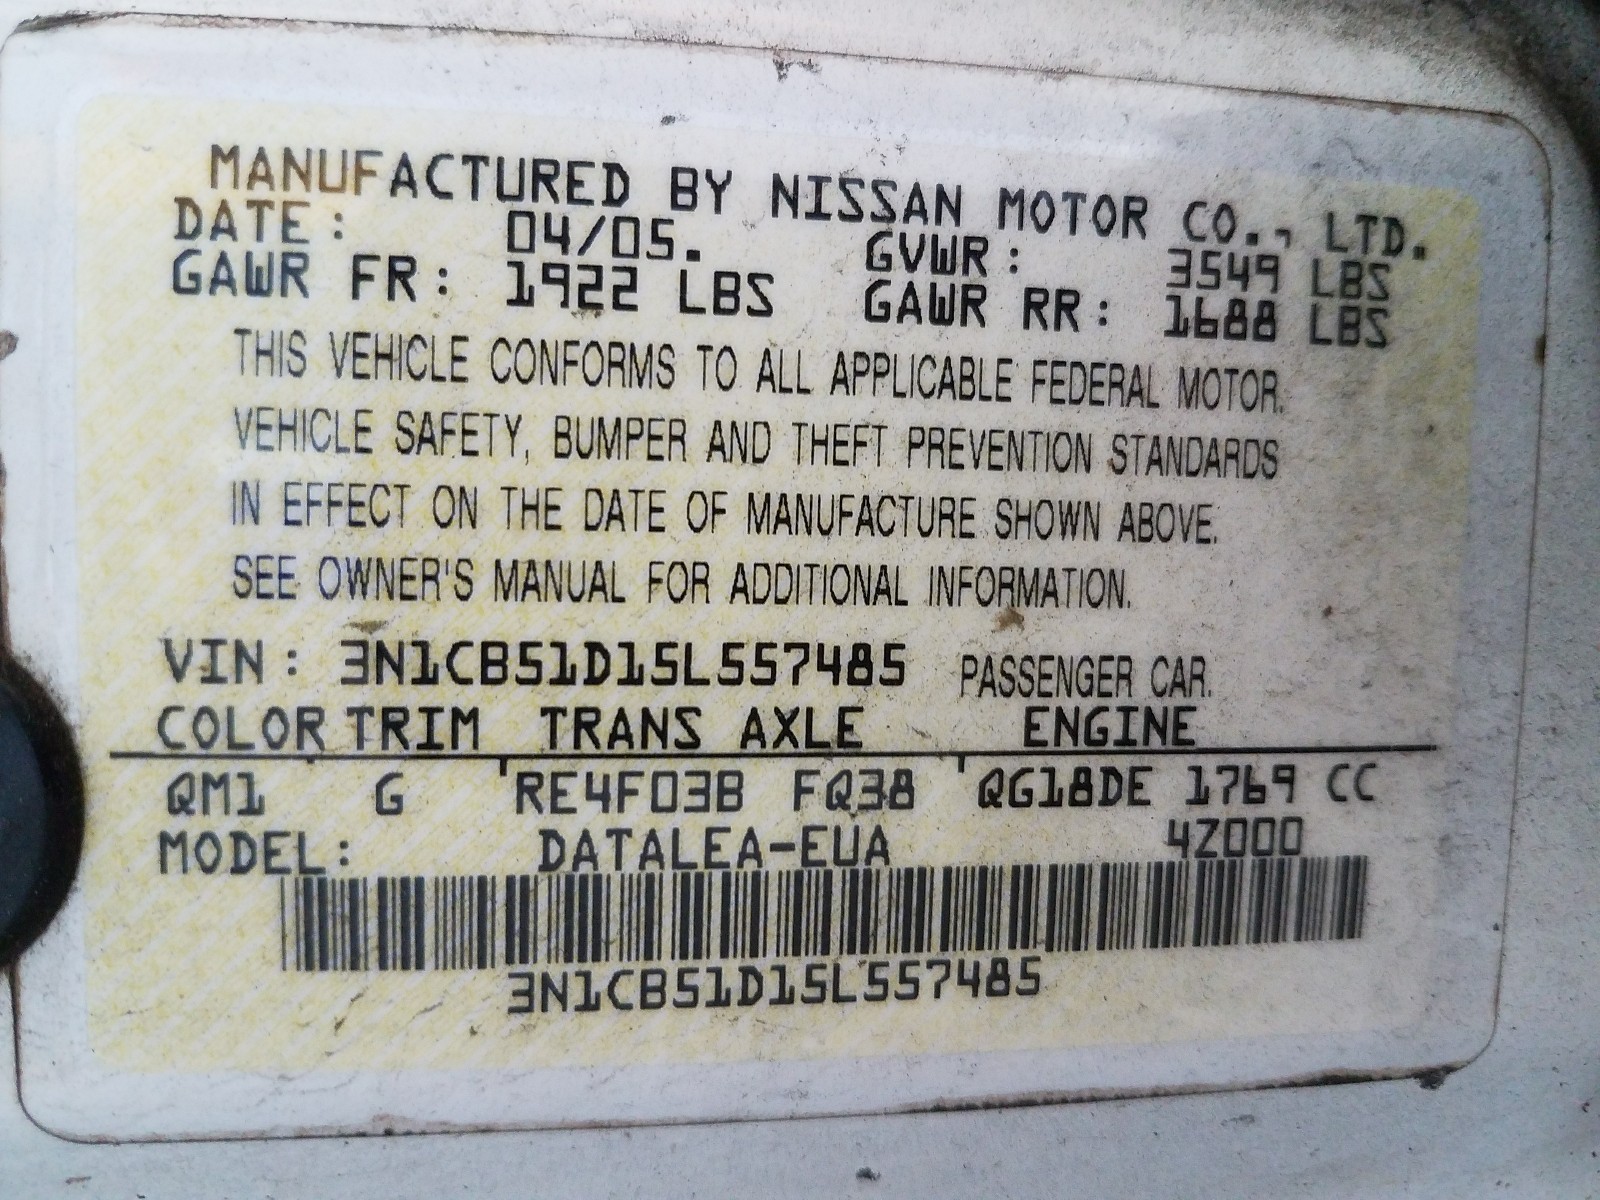 MANUFACTURED BY NISSAN MOTOR CO., LTD.
DATE: 04/05. GVWR: 3549 LBS
GAWR FR: 1922 LBS GAWR RR: 1688 LBS
THIS VEHICLE CONFORMS TO ALL APPLICABLE FEDERAL MOTOR
VEHICLE SAFETY, BUMPER AND THEFT PREVENTION STANDARDS
IN EFFECT ON THE DATE OF MANUFACTURE SHOWN ABOVE.
SEE OWNER'S MANUAL FOR ADDITIONAL INFORMATION.
VIN: 3N1CB51D15L557485 PASSENGER CAR.
COLOR TRIM TRANS AXLE ENGINE
QM1 G RE4F03B FQ38 QG18DE 1769 CC
MODEL: DATALEA-EUA 4Z000
3N1CB51D15L557485